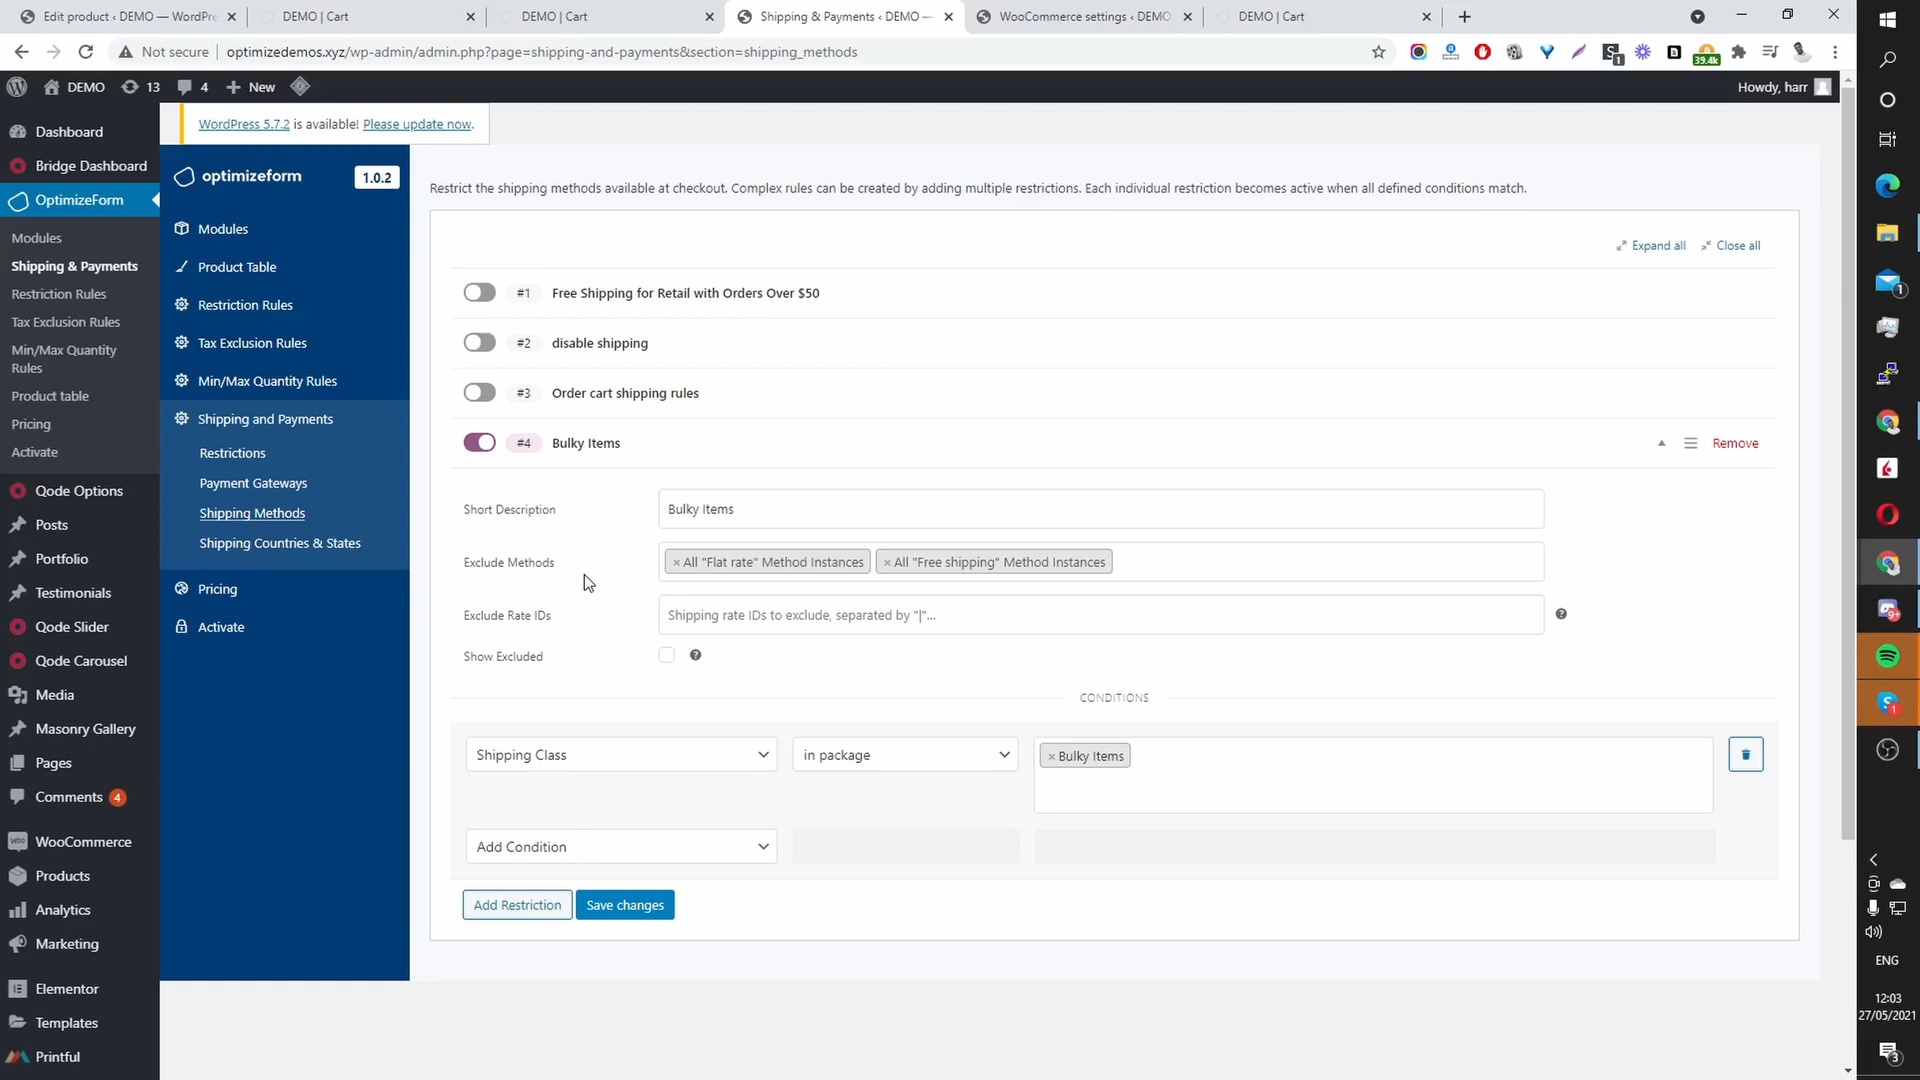 Edit product ‹ DEMO — WordPre
DEMO | Cart
DEMO | Cart
Shipping & Payments ‹ DEMO —
WooCommerce settings ‹ DEMO
DEMO | Cart
Not secure
optimizedemos.xyz/wp-admin/admin.php?page=shipping-and-payments&section=shipping_methods
39.4k
DEMO
13
4
New
Howdy, harr
WordPress 5.7.2 is available! Please update now.
Dashboard
Bridge Dashboard
OptimizeForm
Modules
Shipping & Payments
Restriction Rules
Tax Exclusion Rules
Min/Max Quantity
Rules
Product table
Pricing
Activate
Qode Options
Posts
Portfolio
Testimonials
Qode Slider
Qode Carousel
Media
Masonry Gallery
Pages
Comments 4
WooCommerce
Products
Analytics
Marketing
Elementor
Templates
Printful
optimizeform
1.0.2
Modules
Product Table
Restriction Rules
Tax Exclusion Rules
Min/Max Quantity Rules
Shipping and Payments
Restrictions
Payment Gateways
Shipping Methods
Shipping Countries & States
Pricing
Activate
Restrict the shipping methods available at checkout. Complex rules can be created by adding multiple restrictions. Each individual restriction becomes active when all defined conditions match.
Expand all
Close all
#1 Free Shipping for Retail with Orders Over $50
#2 disable shipping
#3 Order cart shipping rules
#4 Bulky Items
Remove
Short Description
Bulky Items
Exclude Methods
× All "Flat rate" Method Instances
× All "Free shipping" Method Instances
Exclude Rate IDs
Shipping rate IDs to exclude, separated by "|"...
Show Excluded
CONDITIONS
Shipping Class
in package
× Bulky Items
Add Condition
Add Restriction
Save changes
1
9+
1
ENG
12:03
27/05/2021
3